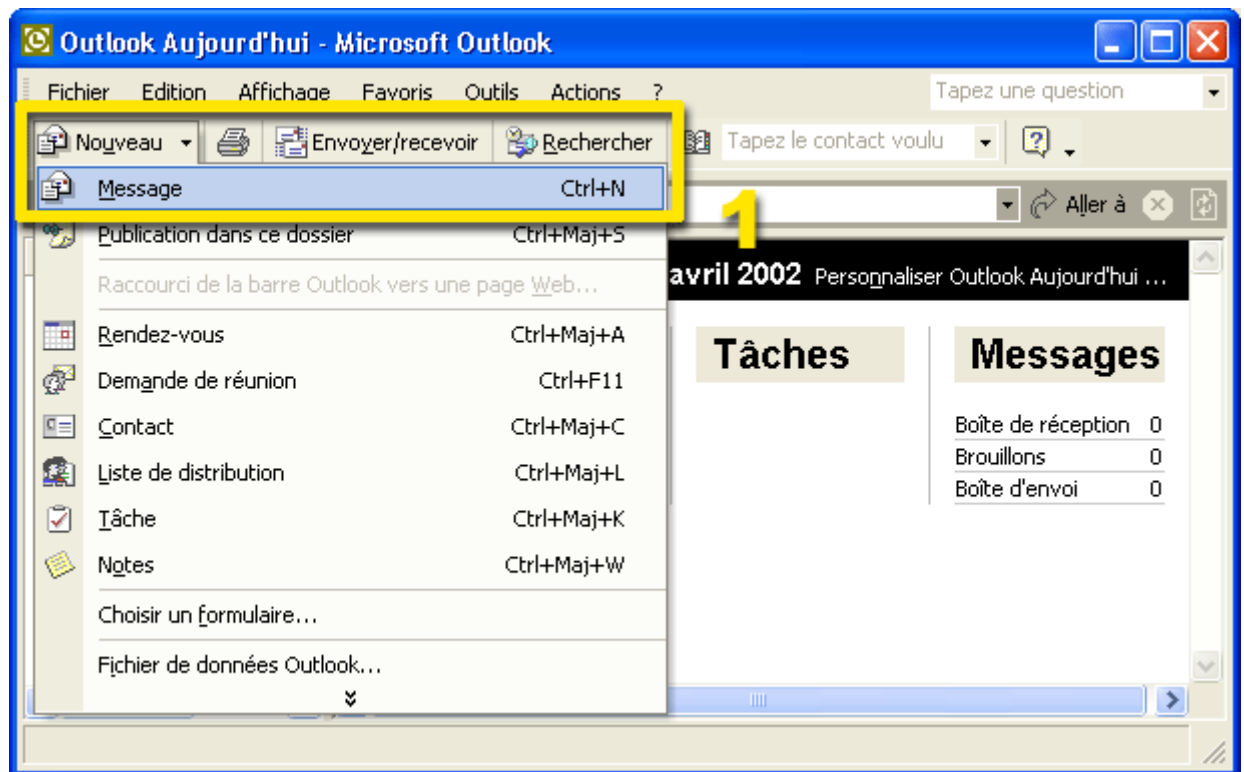 Outlook Aujourd'hui - Microsoft Outlook
Fichier Edition Affichage Favoris Outils Actions ? Tapez une question
Nouveau Envoyer/recevoir Rechercher Tapez le contact voulu
Message Ctrl+N
Aller à
1
Publication dans ce dossier Ctrl+Maj+S
Raccourci de la barre Outlook vers une page Web...
avril 2002 Personnaliser Outlook Aujourd'hui ...
Rendez-vous Ctrl+Maj+A
Tâches Messages
Demande de réunion Ctrl+F11
Contact Ctrl+Maj+C
Boîte de réception 0
Brouillons 0
Liste de distribution Ctrl+Maj+L
Boîte d'envoi 0
Tâche Ctrl+Maj+K
Notes Ctrl+Maj+W
Choisir un formulaire...
Fichier de données Outlook...